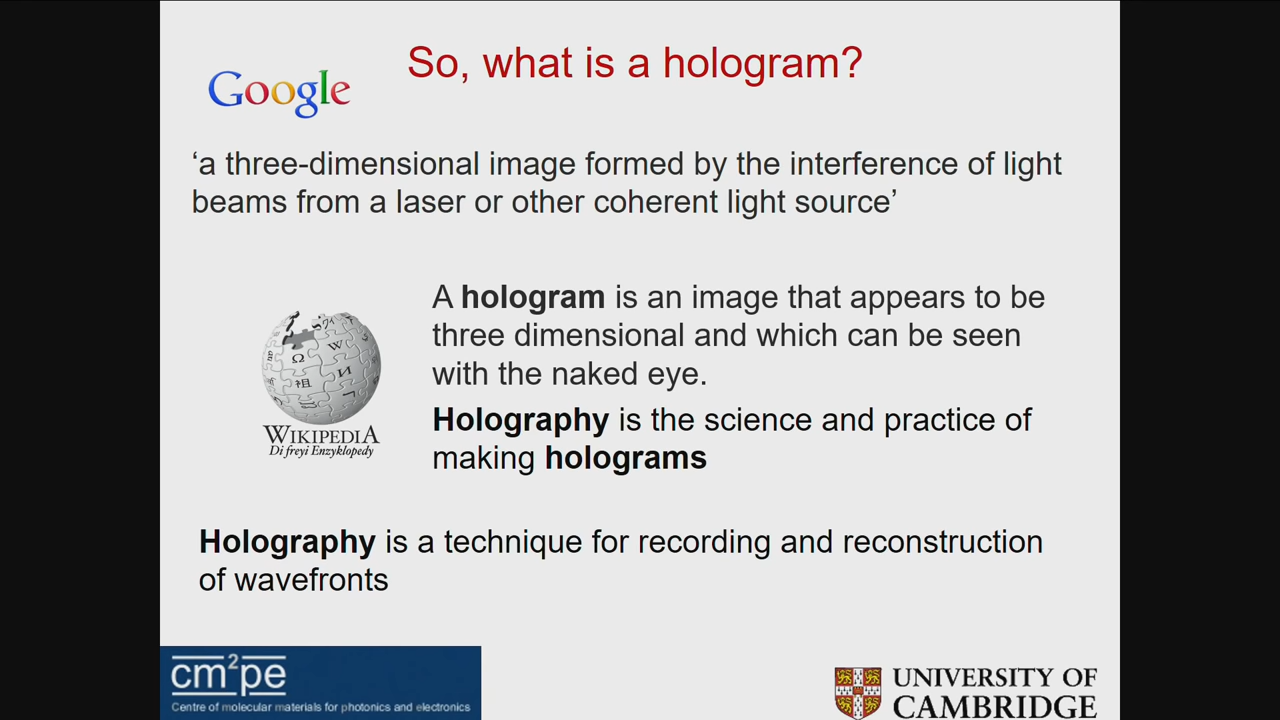 So, what is a hologram?
Google
‘a three-dimensional image formed by the interference of light
beams from a laser or other coherent light source’
A hologram is an image that appears to be
three dimensional and which can be seen
with the naked eye.
Holography is the science and practice of
making holograms
WIKIPEDIA
Di freyi Enzyklopedy
Holography is a technique for recording and reconstruction
of wavefronts
cm²pe
Centre of molecular materials for photonics and electronics
UNIVERSITY OF
CAMBRIDGE